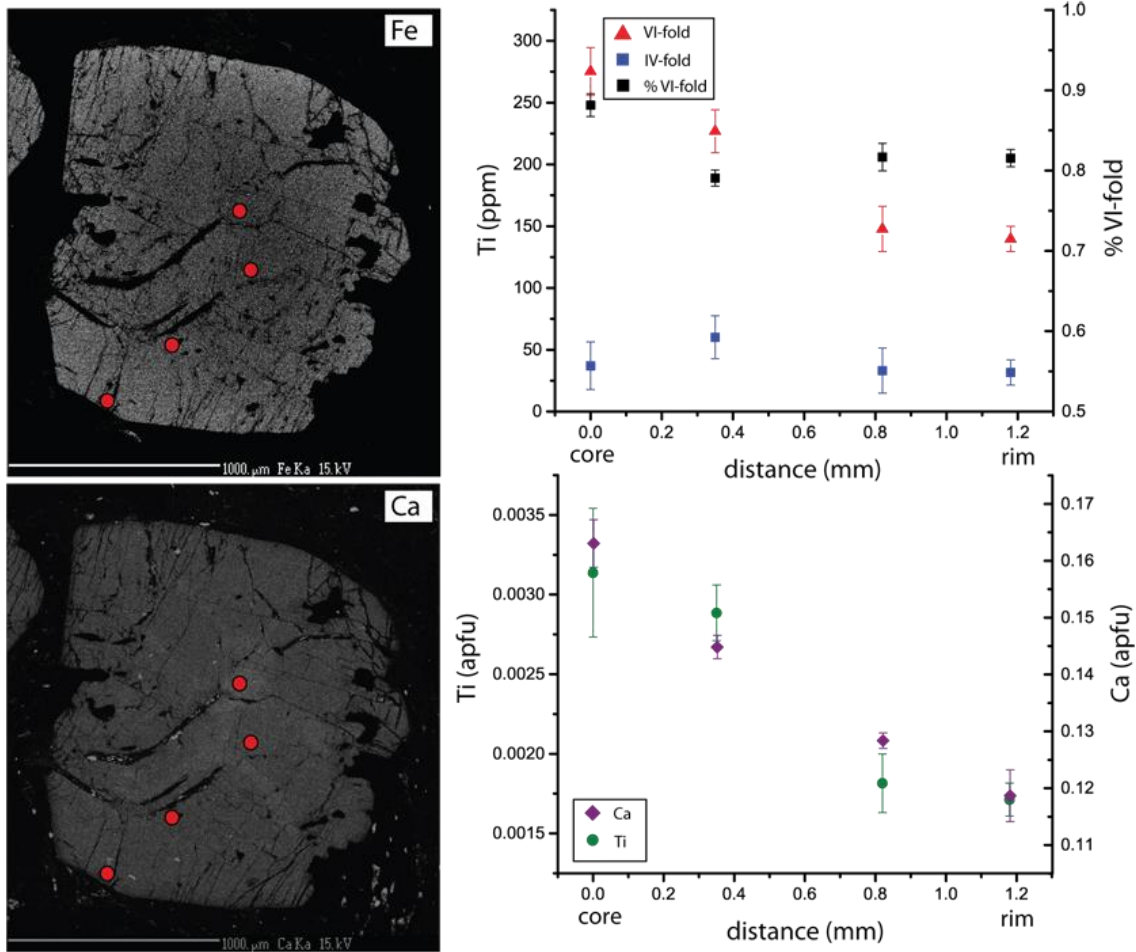 Fe
1000. µm Fe Ka 15. kV
Ca
1000. µm Ca Ka 15. kV
VI-fold
IV-fold
% VI-fold
Ti (ppm)
300
250
200
150
100
50
0
% VI-fold
1.0
0.9
0.8
0.7
0.6
0.5
0.0 0.2 0.4 0.6 0.8 1.0 1.2
core distance (mm) rim
Ti (apfu)
0.0035
0.0030
0.0025
0.0020
0.0015
Ca (apfu)
0.17
0.16
0.15
0.14
0.13
0.12
0.11
Ca
Ti
0.0 0.2 0.4 0.6 0.8 1.0 1.2
core distance (mm) rim